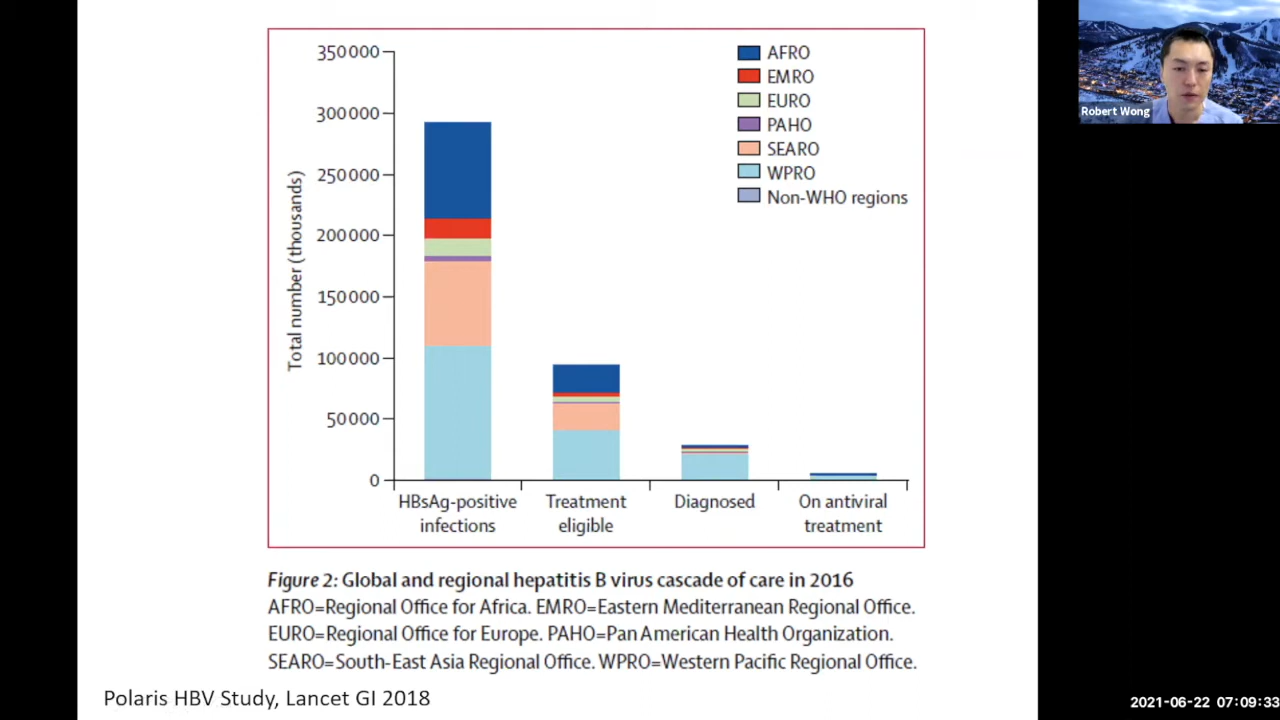 350000
300000
250000
200000
150000
100000
50000
0
Total number (thousands)
AFRO
EMRO
EURO
PAHO
SEARO
WPRO
Non-WHO regions
HBsAg-positive
infections
Treatment
eligible
Diagnosed
On antiviral
treatment
Figure 2: Global and regional hepatitis B virus cascade of care in 2016
AFRO=Regional Office for Africa. EMRO=Eastern Mediterranean Regional Office.
EURO=Regional Office for Europe. PAHO=Pan American Health Organization.
SEARO=South-East Asia Regional Office. WPRO=Western Pacific Regional Office.
Polaris HBV Study, Lancet GI 2018
Robert Wong
2021-06-22 07:09:33